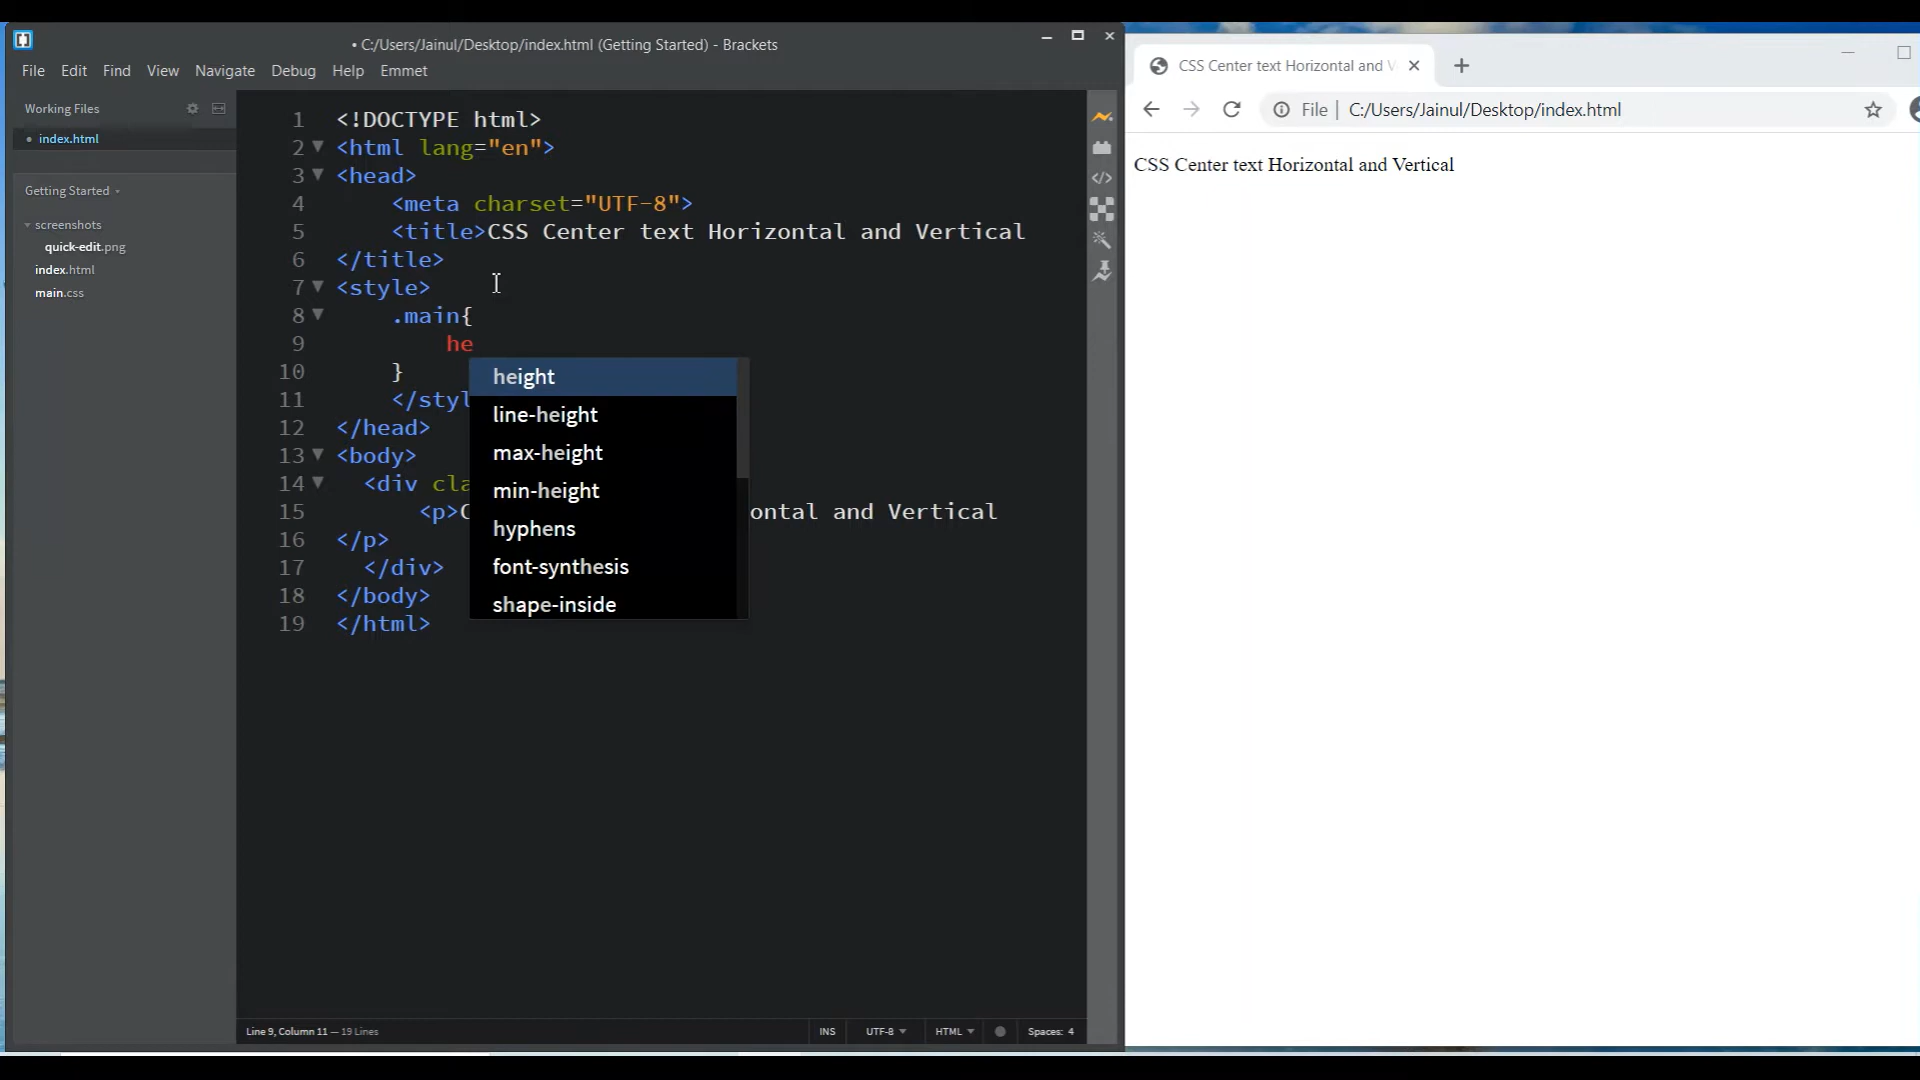 • C:/Users/Jainul/Desktop/index.html (Getting Started) - Brackets
File Edit Find View Navigate Debug Help Emmet
Working Files
• index.html
Getting Started
screenshots
quick-edit.png
index.html
main.css
1 <!DOCTYPE html>
2 <html lang="en">
3 <head>
4 <meta charset="UTF-8">
5 <title>CSS Center text Horizontal and Vertical
6 </title>
7 <style>
8 .main{
9 he
10 }
11 </styl
12 </head>
13 <body>
14 <div cla
15 <p>C ontal and Vertical
16 </p>
17 </div>
18 </body>
19 </html>
height
line-height
max-height
min-height
hyphens
font-synthesis
shape-inside
Line 9, Column 11 — 19 Lines
INS UTF-8 HTML Spaces: 4
CSS Center text Horizontal and V
File | C:/Users/Jainul/Desktop/index.html
CSS Center text Horizontal and Vertical